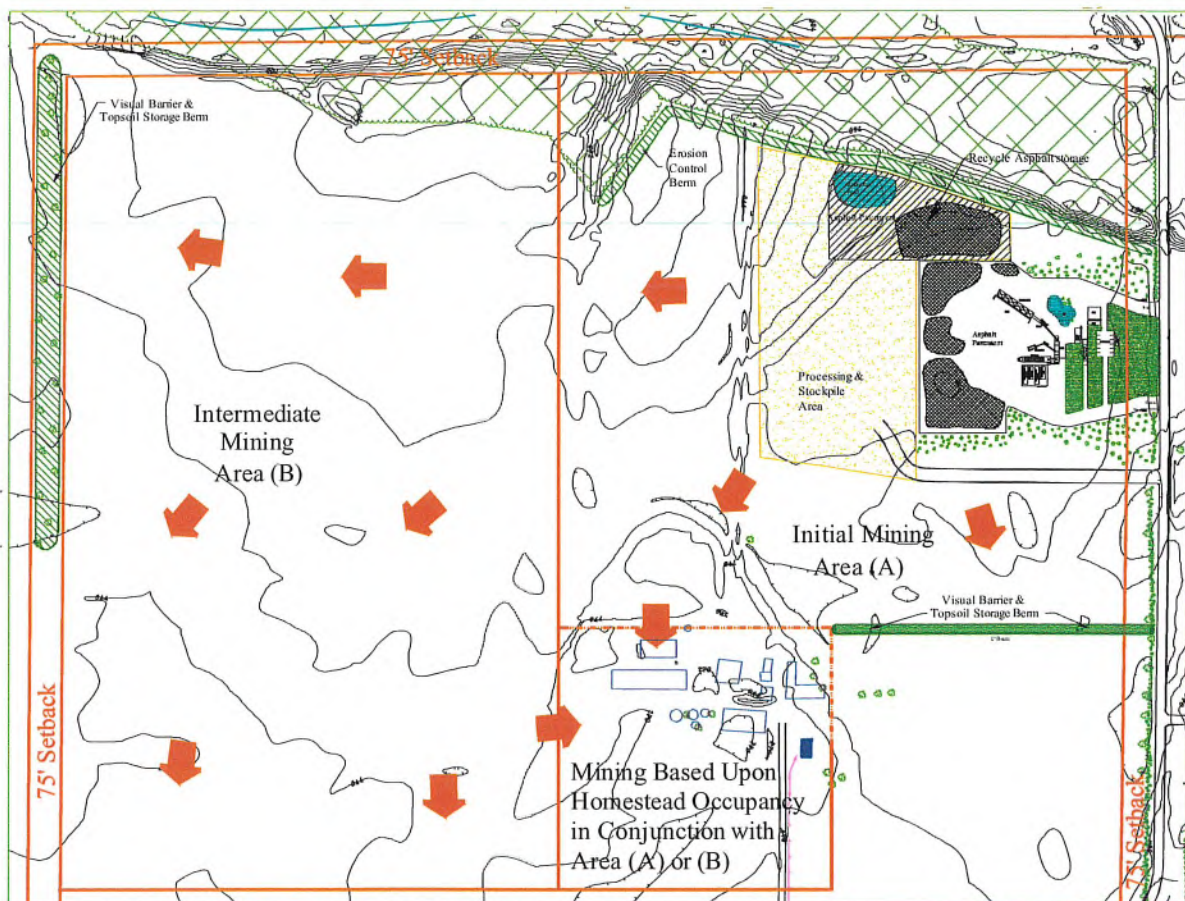 75' Setback
Visual Barrier &
Topsoil Storage Berm
Erosion
Control
Berm
Recycle Asphalt storage
Asphalt Pavement
Asphalt
Pavement
Processing &
Stockpile
Area
Intermediate
Mining
Area (B)
Initial Mining
Area (A)
Visual Barrier &
Topsoil Storage Berm
Mining Based Upon
Homestead Occupancy
in Conjunction with
Area (A) or (B)
75' Setback
75' Setback